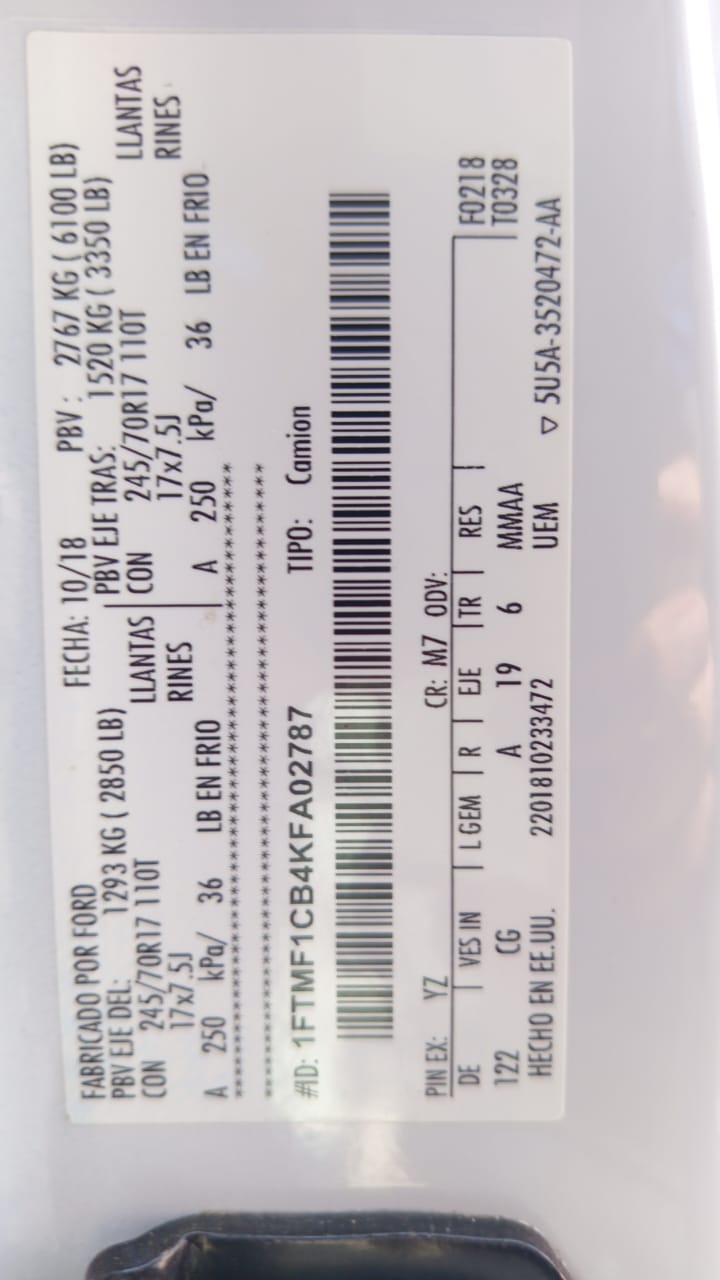 FABRICADO POR FORD FECHA: 10/18 PBV : 2767 KG ( 6100 LB)
PBV EJE DEL: 1293 KG ( 2850 LB) PBV EJE TRAS: 1520 KG ( 3350 LB)
CON 245/70R17 110T LLANTAS CON 245/70R17 110T LLANTAS
17x7.5J RINES 17x7.5J RINES
A 250 kPa/ 36 LB EN FRIO A 250 kPa/ 36 LB EN FRIO
#ID: 1FTMF1CB4KFA02787 TIPO: Camion
PIN EX: YZ CR: M7 ODV:
DE VES IN L GEM R EJE TR RES F0218
122 CG A 19 6 MMAA T0328
HECHO EN EE.UU. 2201810233472 UEM ▽ 5U5A-3520472-AA